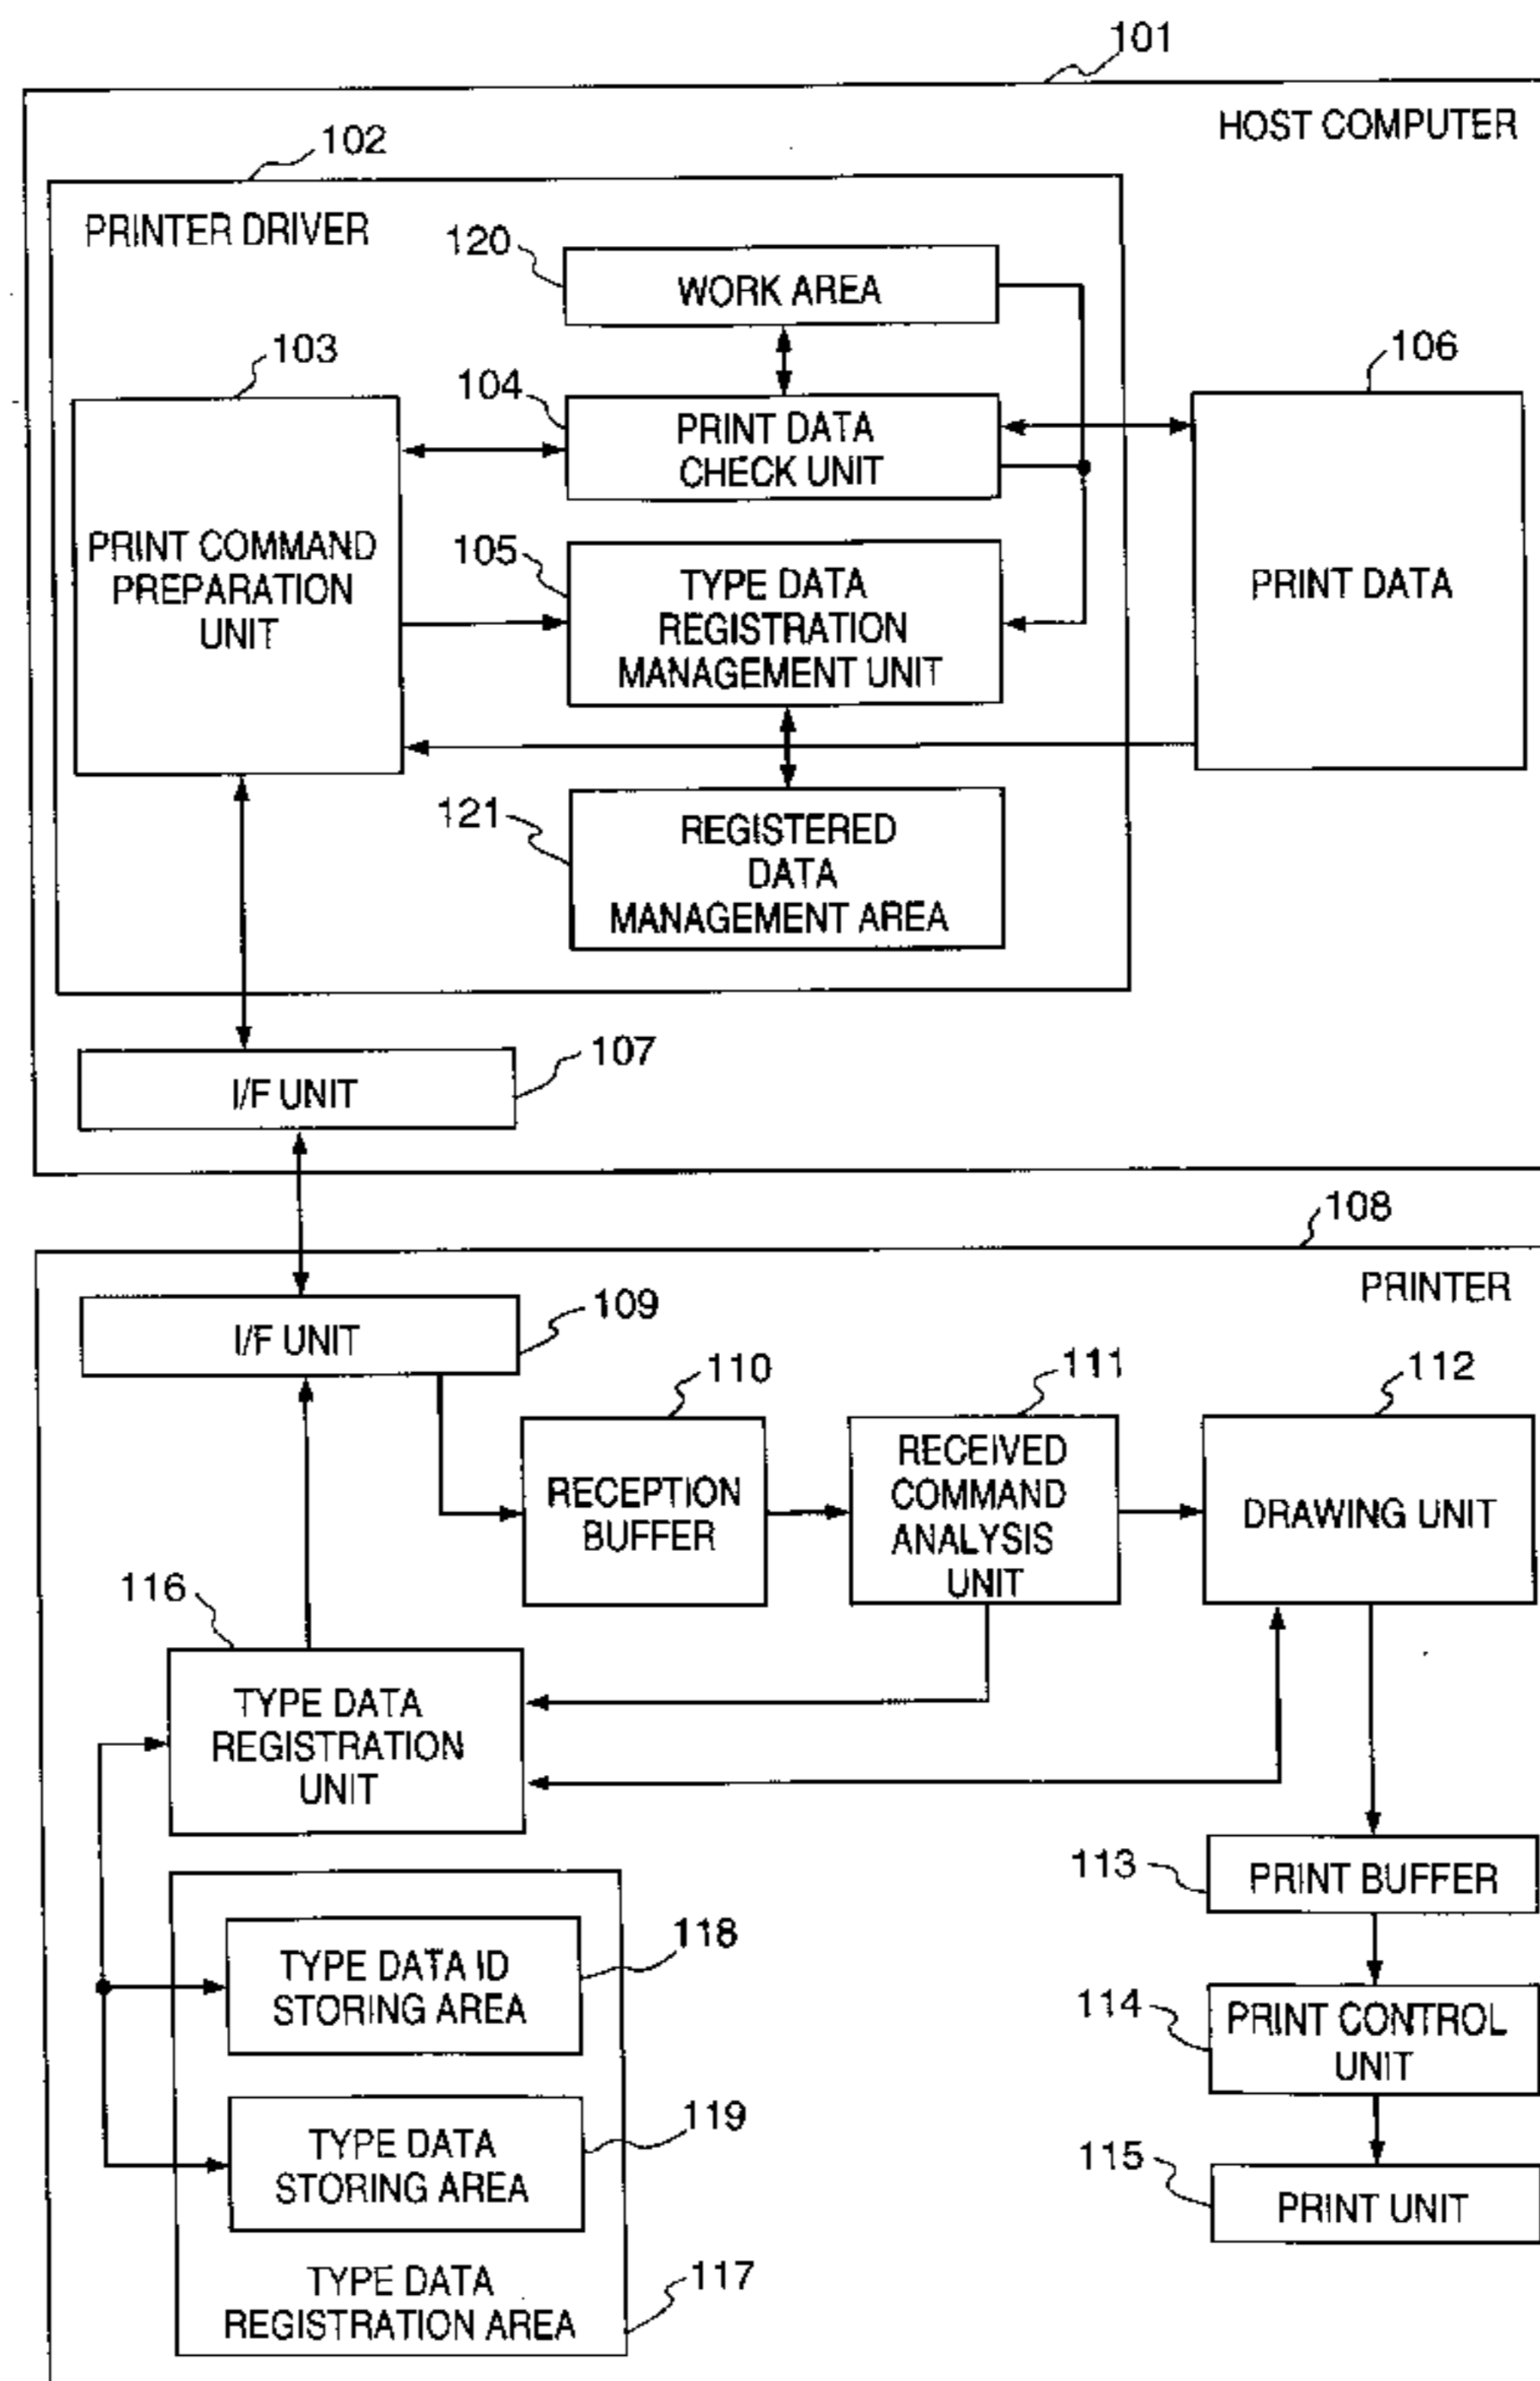 101
HOST COMPUTER
102
PRINTER DRIVER
120
WORK AREA
103
104
PRINT DATA
CHECK UNIT
106
PRINT COMMAND
PREPARATION
UNIT
105
TYPE DATA
REGISTRATION
MANAGEMENT UNIT
PRINT DATA
121
REGISTERED
DATA
MANAGEMENT AREA
107
I/F UNIT
108
PRINTER
109
I/F UNIT
110
RECEPTION
BUFFER
111
RECEIVED
COMMAND
ANALYSIS
UNIT
112
DRAWING UNIT
116
TYPE DATA
REGISTRATION
UNIT
113
PRINT BUFFER
118
TYPE DATA ID
STORING AREA
114
PRINT CONTROL
UNIT
119
TYPE DATA
STORING AREA
115
PRINT UNIT
117
TYPE DATA
REGISTRATION AREA